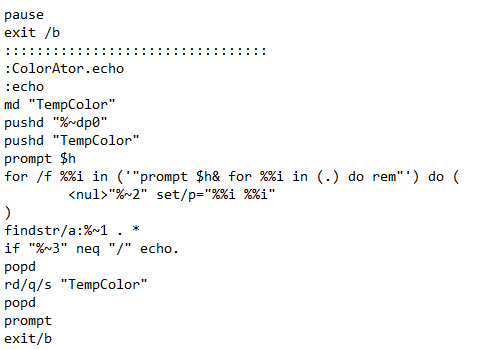 pause
exit /b
:::::::::::::::::::::::::::::::::
:ColorAtor.echo
:echo
md "TempColor"
pushd "%~dp0"
pushd "TempColor"
prompt $h
for /f %%i in ('"prompt $h& for %%i in (.) do rem"') do (
        <nul>"%~2" set/p="%%i %%i"
)
findstr/a:%~1 . *
if "%~3" neq "/" echo.
popd
rd/q/s "TempColor"
popd
prompt
exit/b